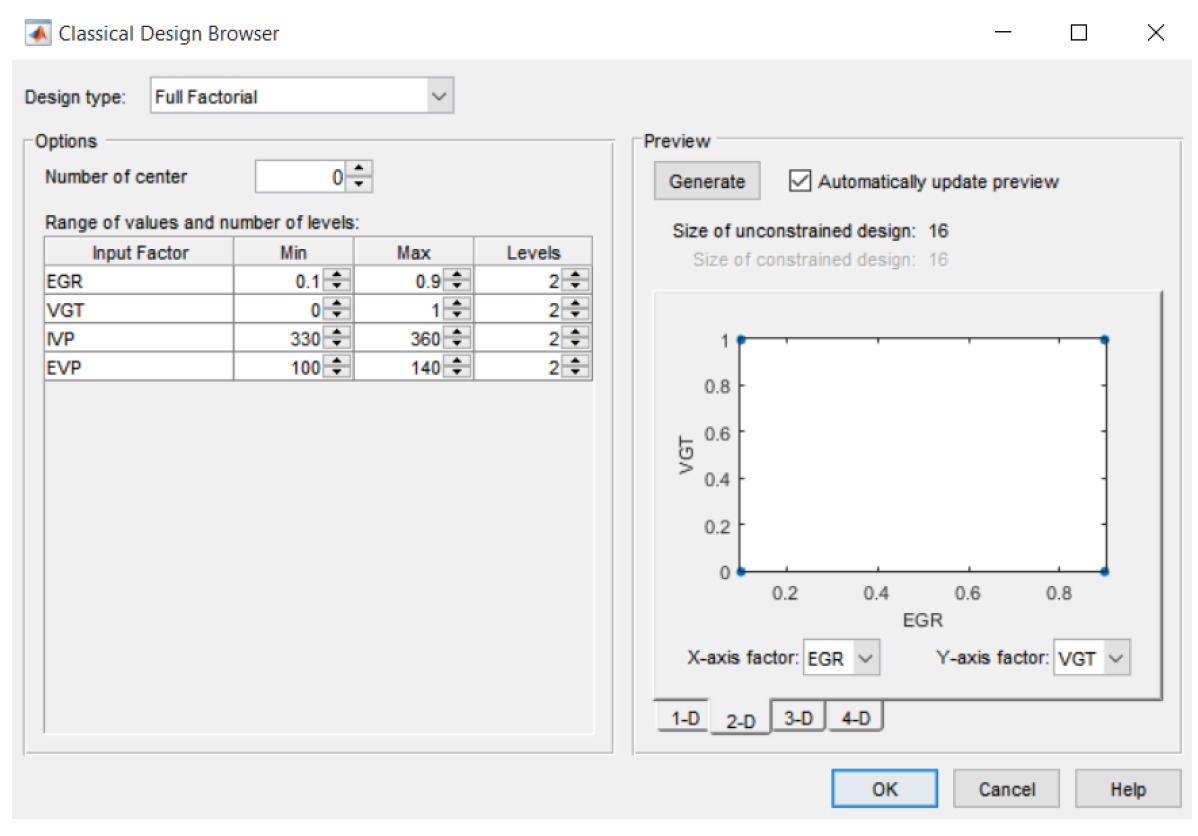 Classical Design Browser
Design type: Full Factorial
Options
Number of center 0
Range of values and number of levels:
Input Factor Min Max Levels
EGR 0.1 0.9 2
VGT 0 1 2
IVP 330 360 2
EVP 100 140 2
Preview
Generate Automatically update preview
Size of unconstrained design: 16
Size of constrained design: 16
1
0.8
0.6
0.4
0.2
0
VGT
0.2 0.4 0.6 0.8
EGR
X-axis factor: EGR Y-axis factor: VGT
1-D 2-D 3-D 4-D
OK Cancel Help